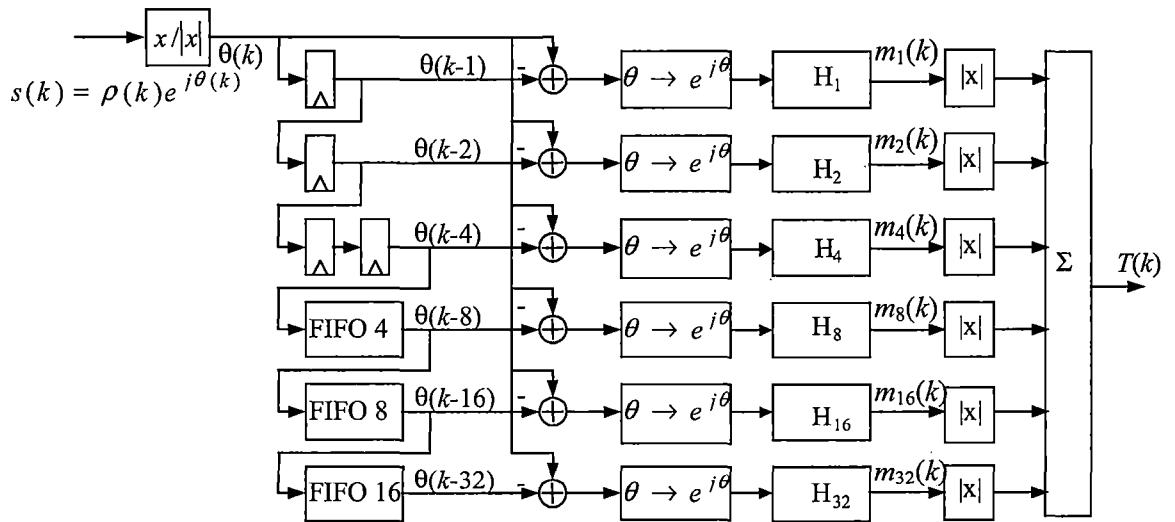 x/|x|
θ(k)
s(k) = ρ(k)e^{jθ(k)}
θ(k-1) - + θ → e^{jθ} H₁ m₁(k) |x|
θ(k-2) - + θ → e^{jθ} H₂ m₂(k) |x|
θ(k-4) - + θ → e^{jθ} H₄ m₄(k) |x|
Σ T(k)
FIFO 4 θ(k-8) - + θ → e^{jθ} H₈ m₈(k) |x|
FIFO 8 θ(k-16) - + θ → e^{jθ} H₁₆ m₁₆(k) |x|
FIFO 16 θ(k-32) - + θ → e^{jθ} H₃₂ m₃₂(k) |x|